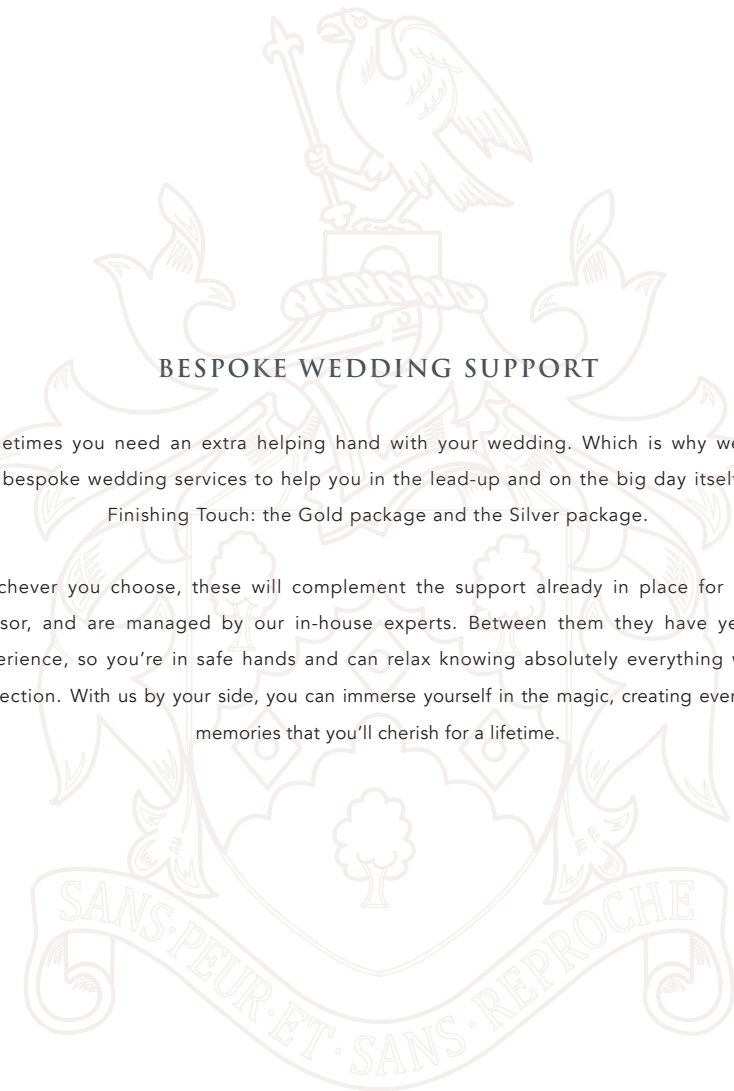 BESPOKE WEDDING SUPPORT
etimes you need an extra helping hand with your wedding. Which is why we
bespoke wedding services to help you in the lead-up and on the big day itsel
Finishing Touch: the Gold package and the Silver package.
chever you choose, these will complement the support already in place for
sor, and are managed by our in-house experts. Between them they have ye
erience, so you’re in safe hands and can relax knowing absolutely everything
ection. With us by your side, you can immerse yourself in the magic, creating ever
memories that you’ll cherish for a lifetime.
SANS·PEUR·ET·SANS·REPROCHE